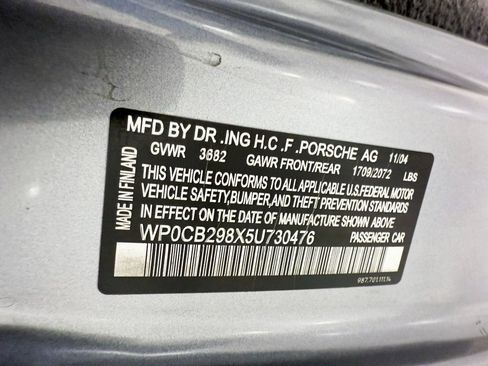 MFD BY DR .ING H.C .F .PORSCHE AG 11/04
GVWR 3682 GAWR FRONT/REAR 1709/2072 LBS
THIS VEHICLE CONFORMS TO ALL APPLICABLE U.S.FEDERAL MOTOR
VEHICLE SAFETY,BUMPER,AND THEFT PREVENTION STANDARDS
IN EFFECT ON THE DATE OF MANUFACTURE SHOWN ABOVE.
WP0CB298X5U730476 PASSENGER CAR
MADE IN FINLAND